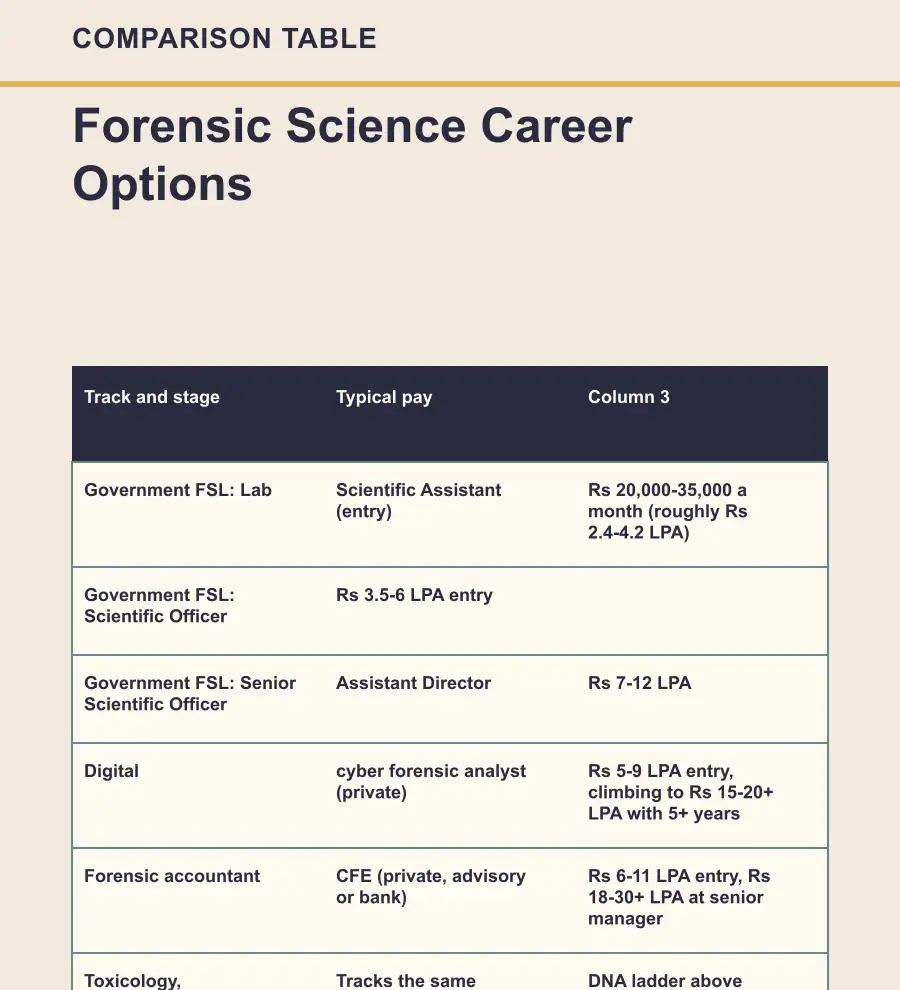 COMPARISON TABLE
Forensic Science Career
Options
Track and stage
Typical pay
Column 3
Government FSL: Lab
Scientific Assistant
(entry)
Rs 20,000-35,000 a
month (roughly Rs
2.4-4.2 LPA)
Government FSL:
Scientific Officer
Rs 3.5-6 LPA entry
Government FSL: Senior
Scientific Officer
Assistant Director
Rs 7-12 LPA
Digital
cyber forensic analyst
(private)
Rs 5-9 LPA entry,
climbing to Rs 15-20+
LPA with 5+ years
Forensic accountant
CFE (private, advisory
or bank)
Rs 6-11 LPA entry, Rs
18-30+ LPA at senior
manager
Toxicology,
Tracks the same
DNA ladder above